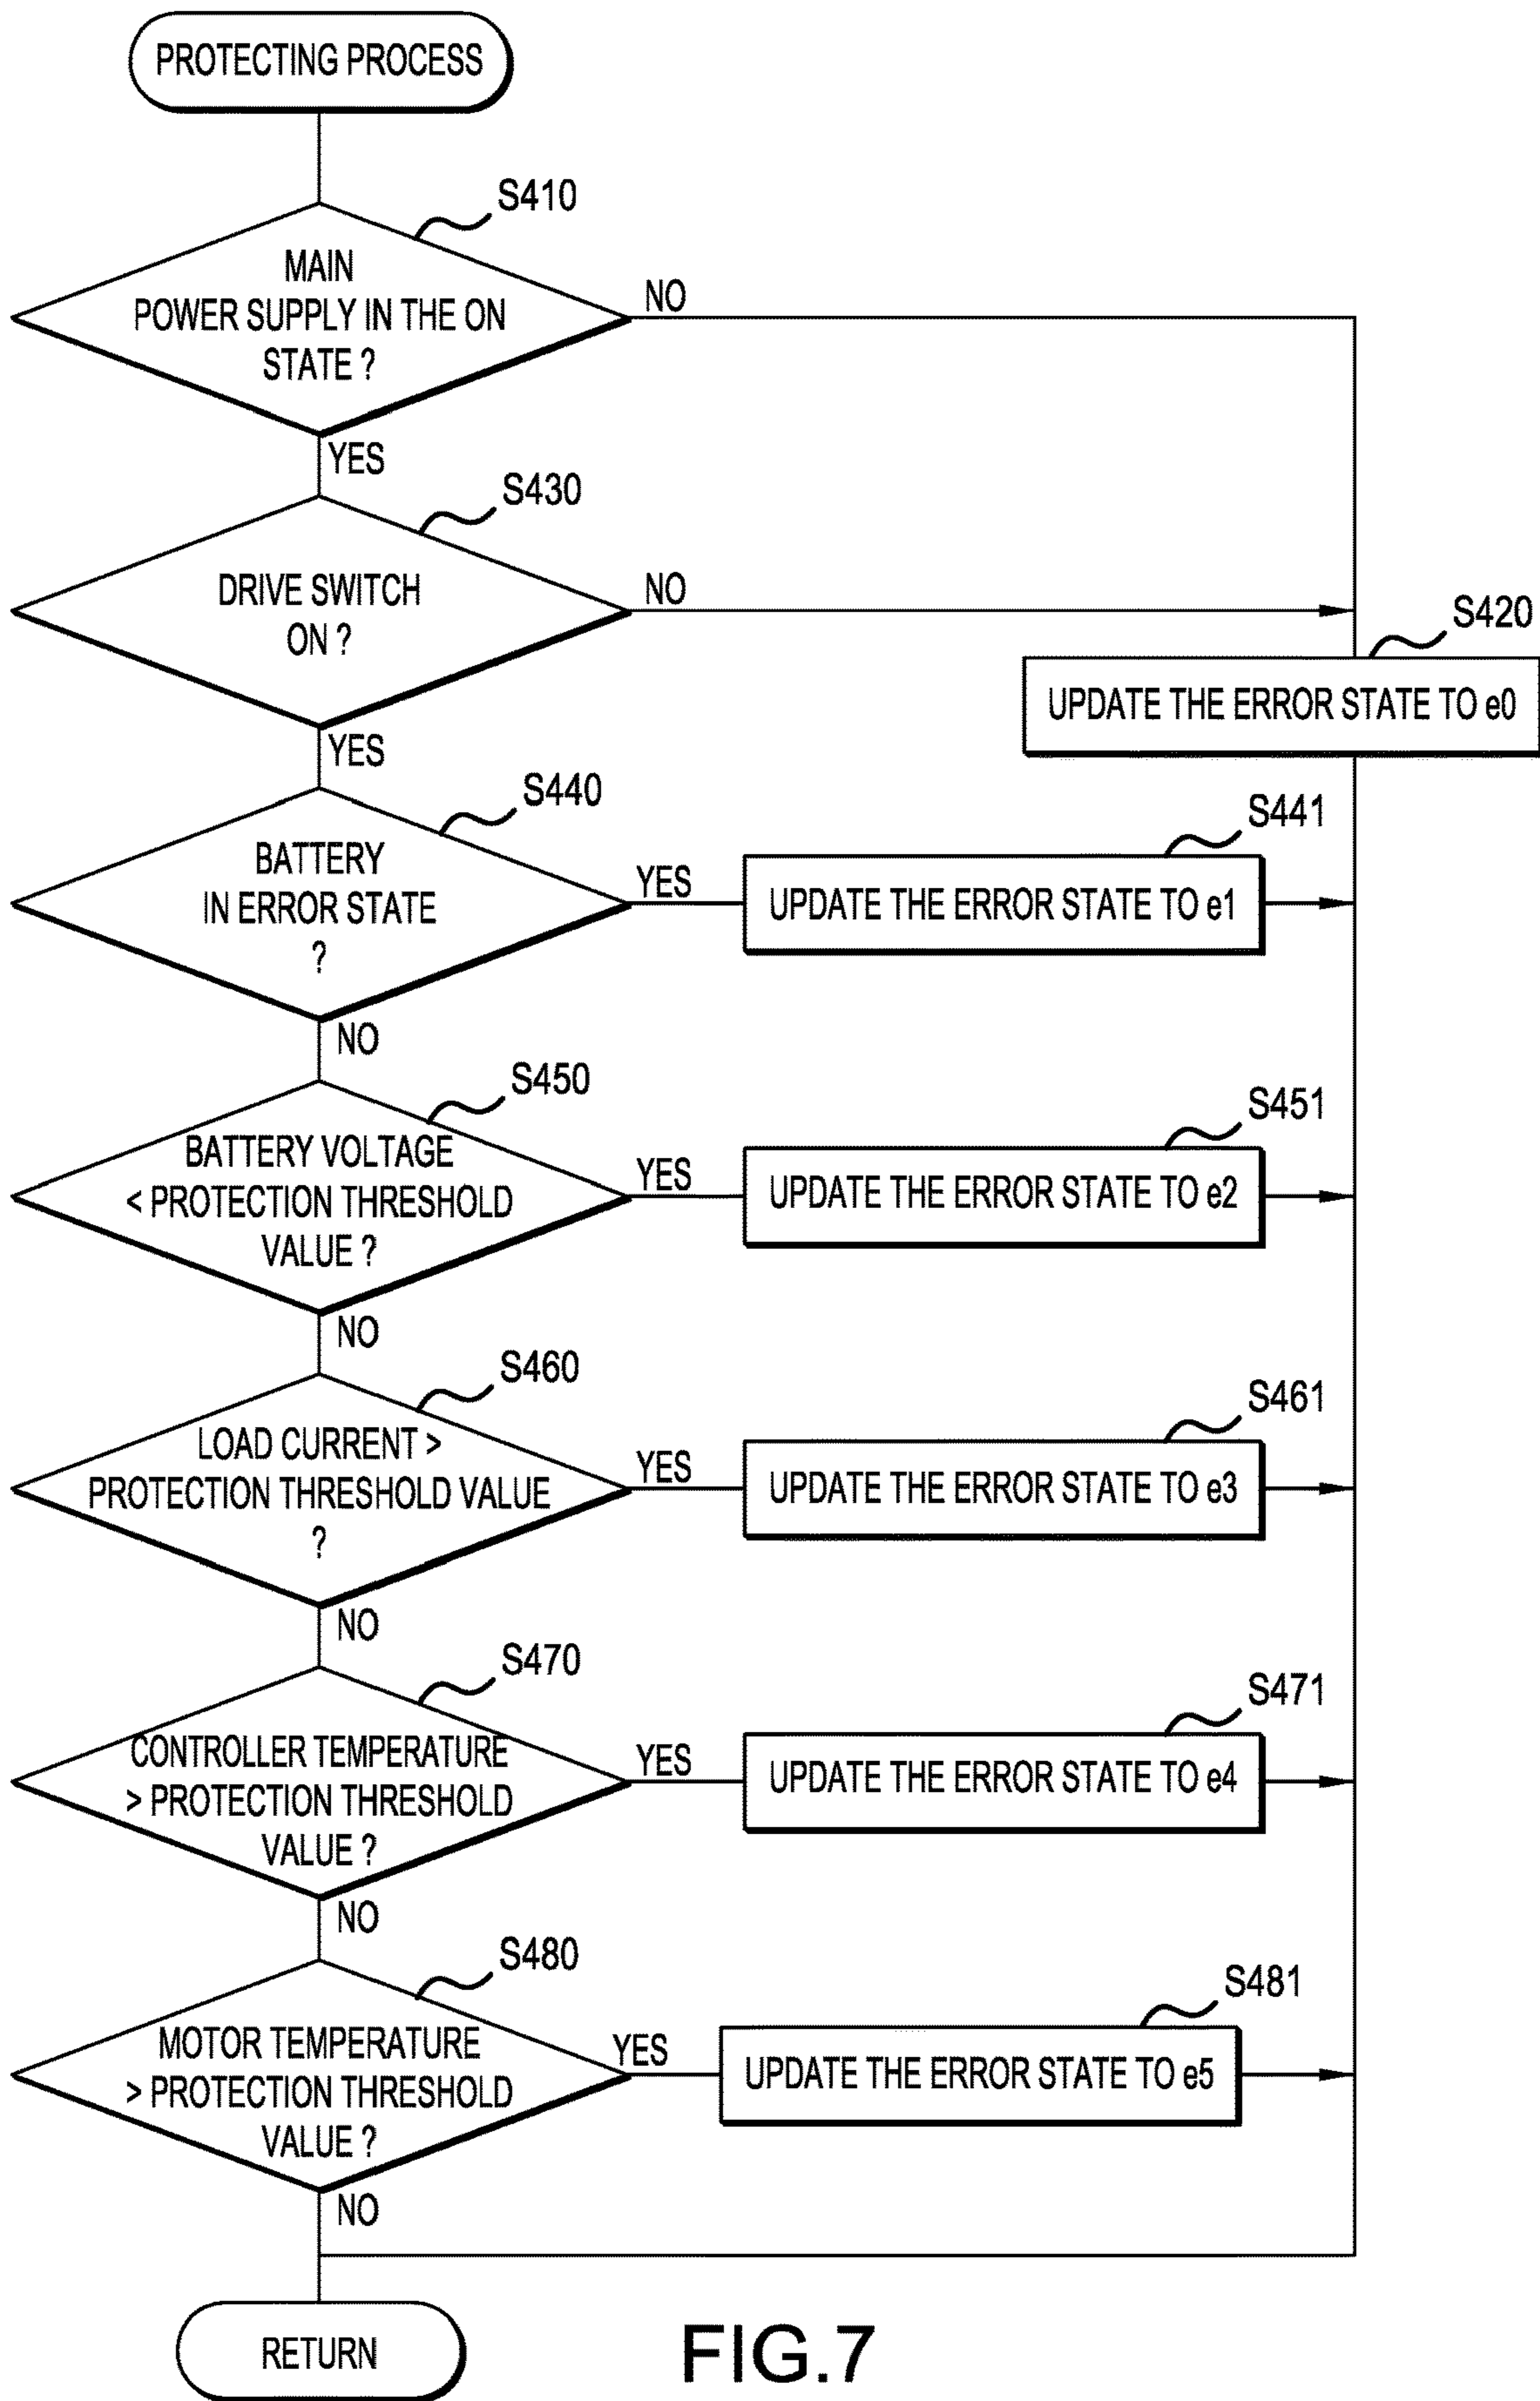 PROTECTING PROCESS
S410
MAIN
POWER SUPPLY IN THE ON
STATE ?
NO
YES
S430
DRIVE SWITCH
ON ?
NO
S420
UPDATE THE ERROR STATE TO e0
YES
S440
BATTERY
IN ERROR STATE
?
YES
S441
UPDATE THE ERROR STATE TO e1
NO
S450
BATTERY VOLTAGE
< PROTECTION THRESHOLD
VALUE ?
YES
S451
UPDATE THE ERROR STATE TO e2
NO
S460
LOAD CURRENT >
PROTECTION THRESHOLD VALUE
?
YES
S461
UPDATE THE ERROR STATE TO e3
NO
S470
CONTROLLER TEMPERATURE
> PROTECTION THRESHOLD
VALUE ?
YES
S471
UPDATE THE ERROR STATE TO e4
NO
S480
MOTOR TEMPERATURE
> PROTECTION THRESHOLD
VALUE ?
YES
S481
UPDATE THE ERROR STATE TO e5
NO
RETURN
FIG.7